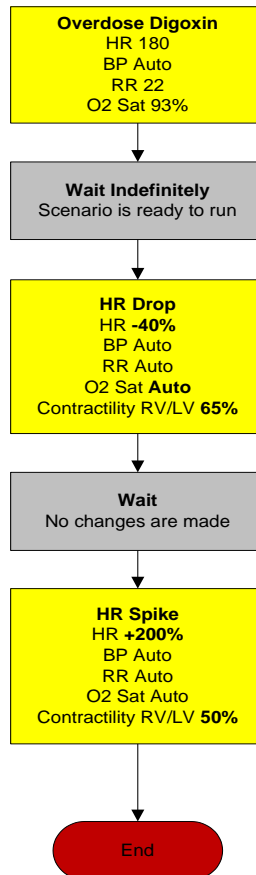 Overdose Digoxin
HR 180
BP Auto
RR 22
O2 Sat 93%
Wait Indefinitely
Scenario is ready to run
HR Drop
HR -40%
BP Auto
RR Auto
O2 Sat Auto
Contractility RV/LV 65%
Wait
No changes are made
HR Spike
HR +200%
BP Auto
RR Auto
O2 Sat Auto
Contractility RV/LV 50%
End